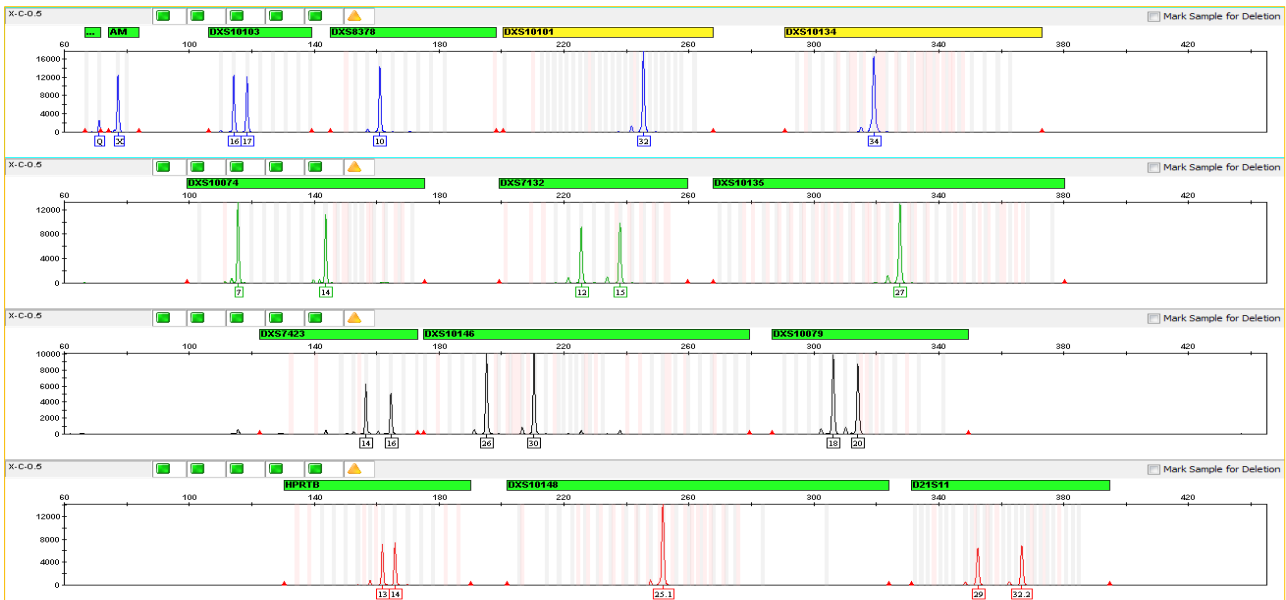 X-C-0.5 Mark Sample for Deletion
... AM DXS10103 DXS8378 DXS10101 DXS10134
60 100 140 180 220 260 300 340 380 420
16000
12000
8000
4000
0
Q X 16 17 10 32 34
X-C-0.5 Mark Sample for Deletion
DXS10074 DXS7132 DXS10135
60 100 140 180 220 260 300 340 380 420
12000
8000
4000
0
7 14 12 15 27
X-C-0.5 Mark Sample for Deletion
DXS7423 DXS10146 DXS10079
60 100 140 180 220 260 300 340 380 420
10000
8000
6000
4000
2000
0
14 16 26 30 18 20
X-C-0.5 Mark Sample for Deletion
HPRTB DXS10148 D21S11
60 100 140 180 220 260 300 340 380 420
12000
8000
4000
0
13 14 25.1 29 32.2